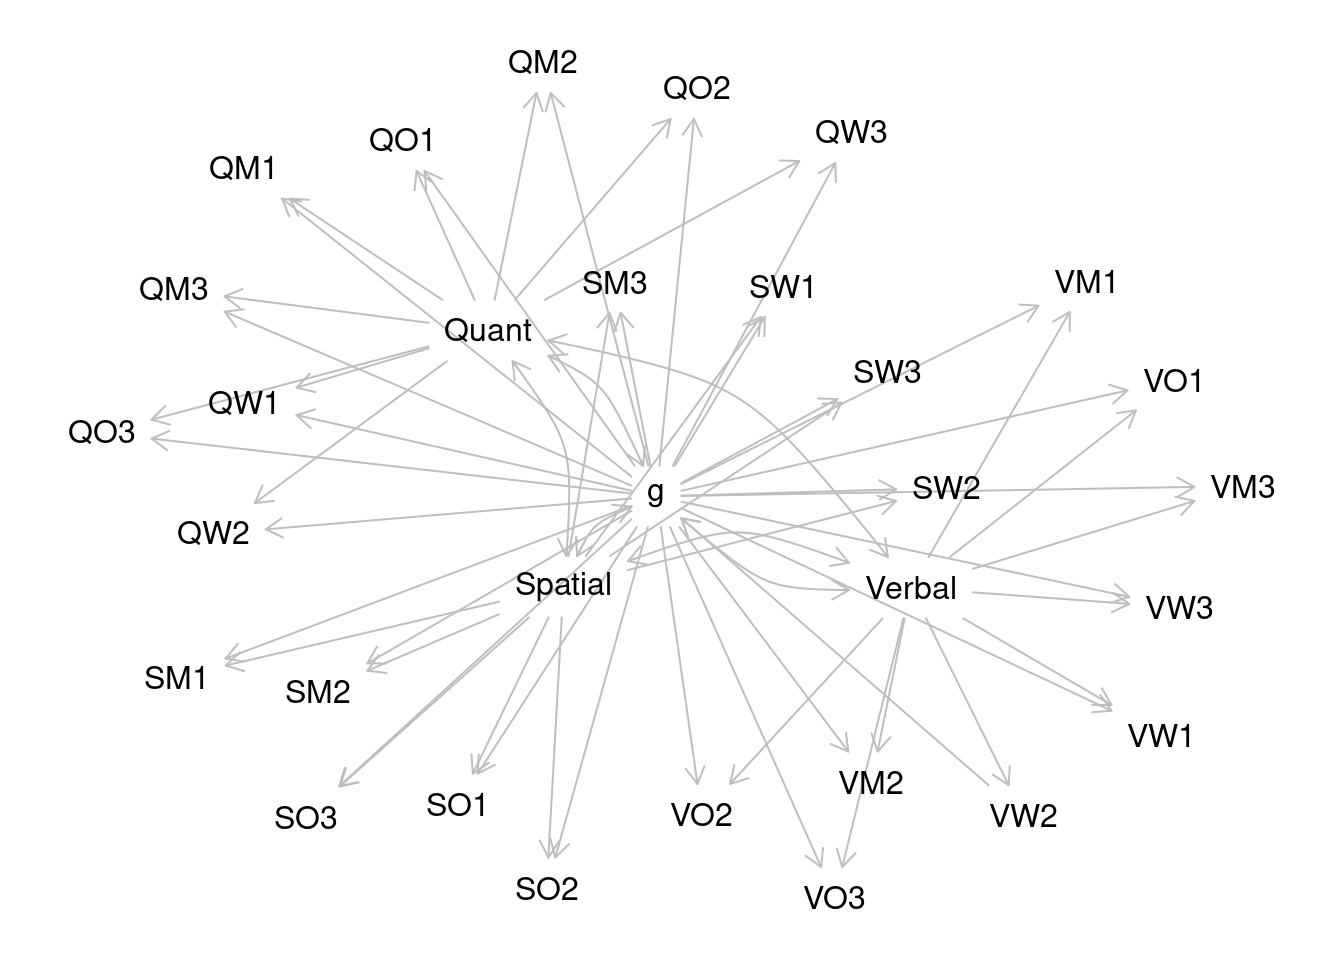 QM2
QO2
QW3
QO1
QM1
SM3
SW1
VM1
QM3
Quant
SW3
VO1
QW1
QO3
g
SW2
VM3
QW2
Spatial
Verbal
VW3
SM1
SM2
VW1
VM2
SO3
SO1
VO2
VW2
SO2
VO3